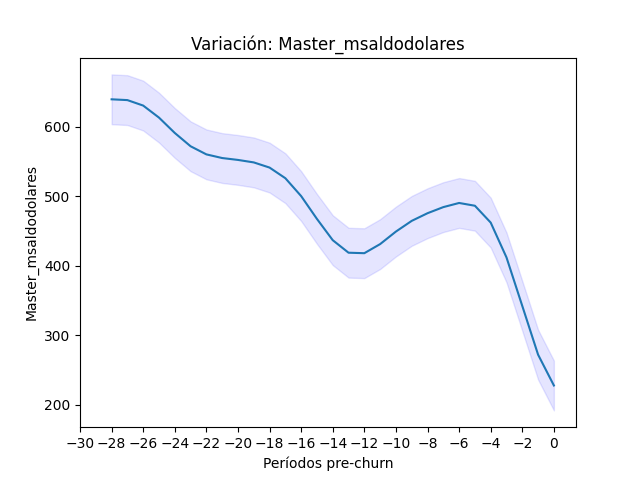 Variación: Master_msaldodolares
Master_msaldodolares
600
500
400
300
200
−30 −28 −26 −24 −22 −20 −18 −16 −14 −12 −10 −8 −6 −4 −2 0
Períodos pre-churn